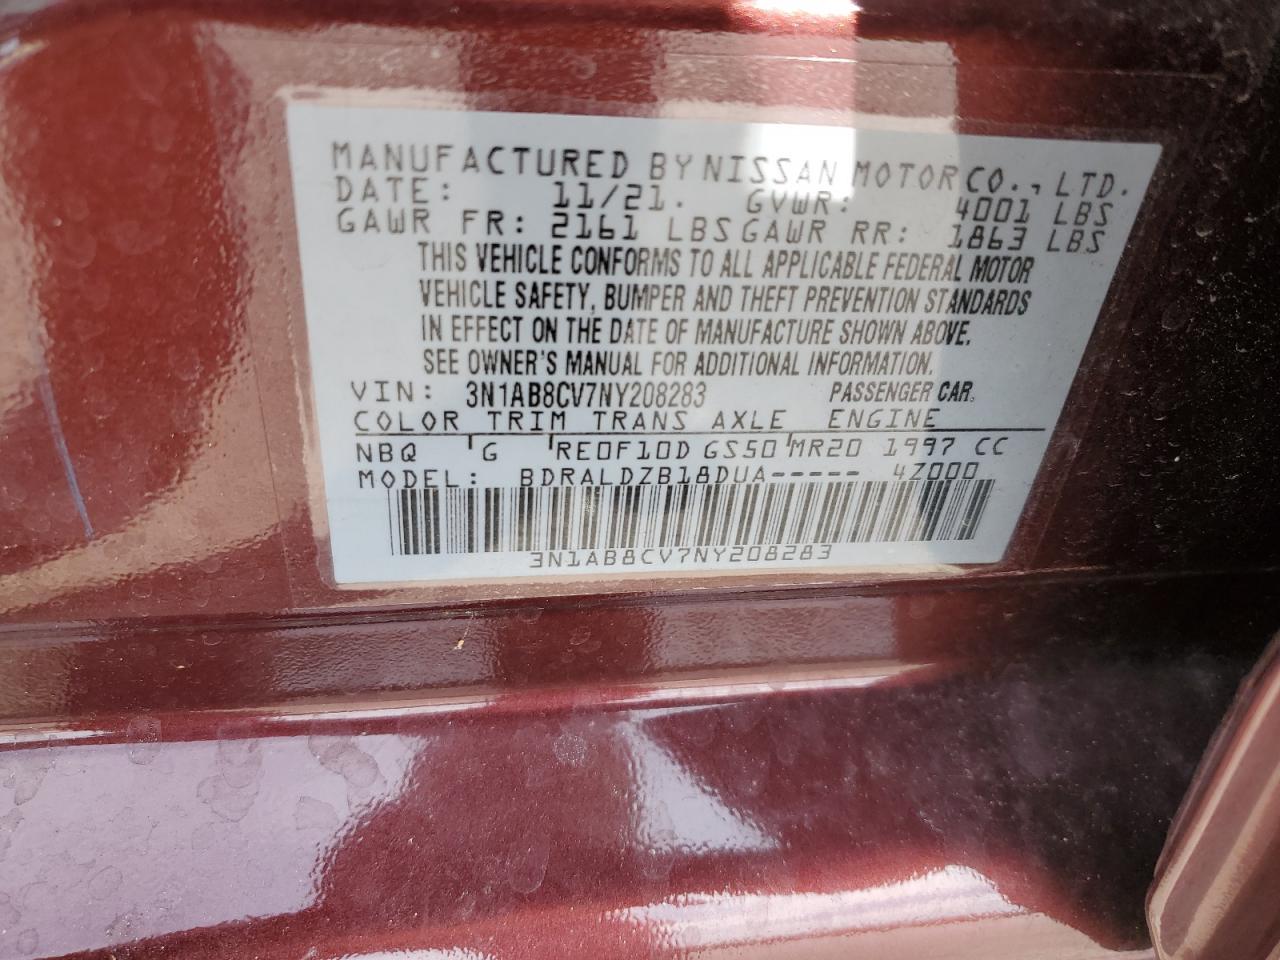 MANUFACTURED BY NISSAN MOTOR CO., LTD.
DATE: 11/21. GVWR: 4001 LBS
GAWR FR: 2161 LBS GAWR RR: 1863 LBS
THIS VEHICLE CONFORMS TO ALL APPLICABLE FEDERAL MOTOR
VEHICLE SAFETY, BUMPER AND THEFT PREVENTION STANDARDS
IN EFFECT ON THE DATE OF MANUFACTURE SHOWN ABOVE.
SEE OWNER'S MANUAL FOR ADDITIONAL INFORMATION.
VIN: 3N1AB8CV7NY208283 PASSENGER CAR
COLOR TRIM TRANS AXLE ENGINE
NBQ G RE0F10D GS50 MR20 1997 CC
MODEL: BDRALDZB18DUA----- 4Z000
3N1AB8CV7NY208283